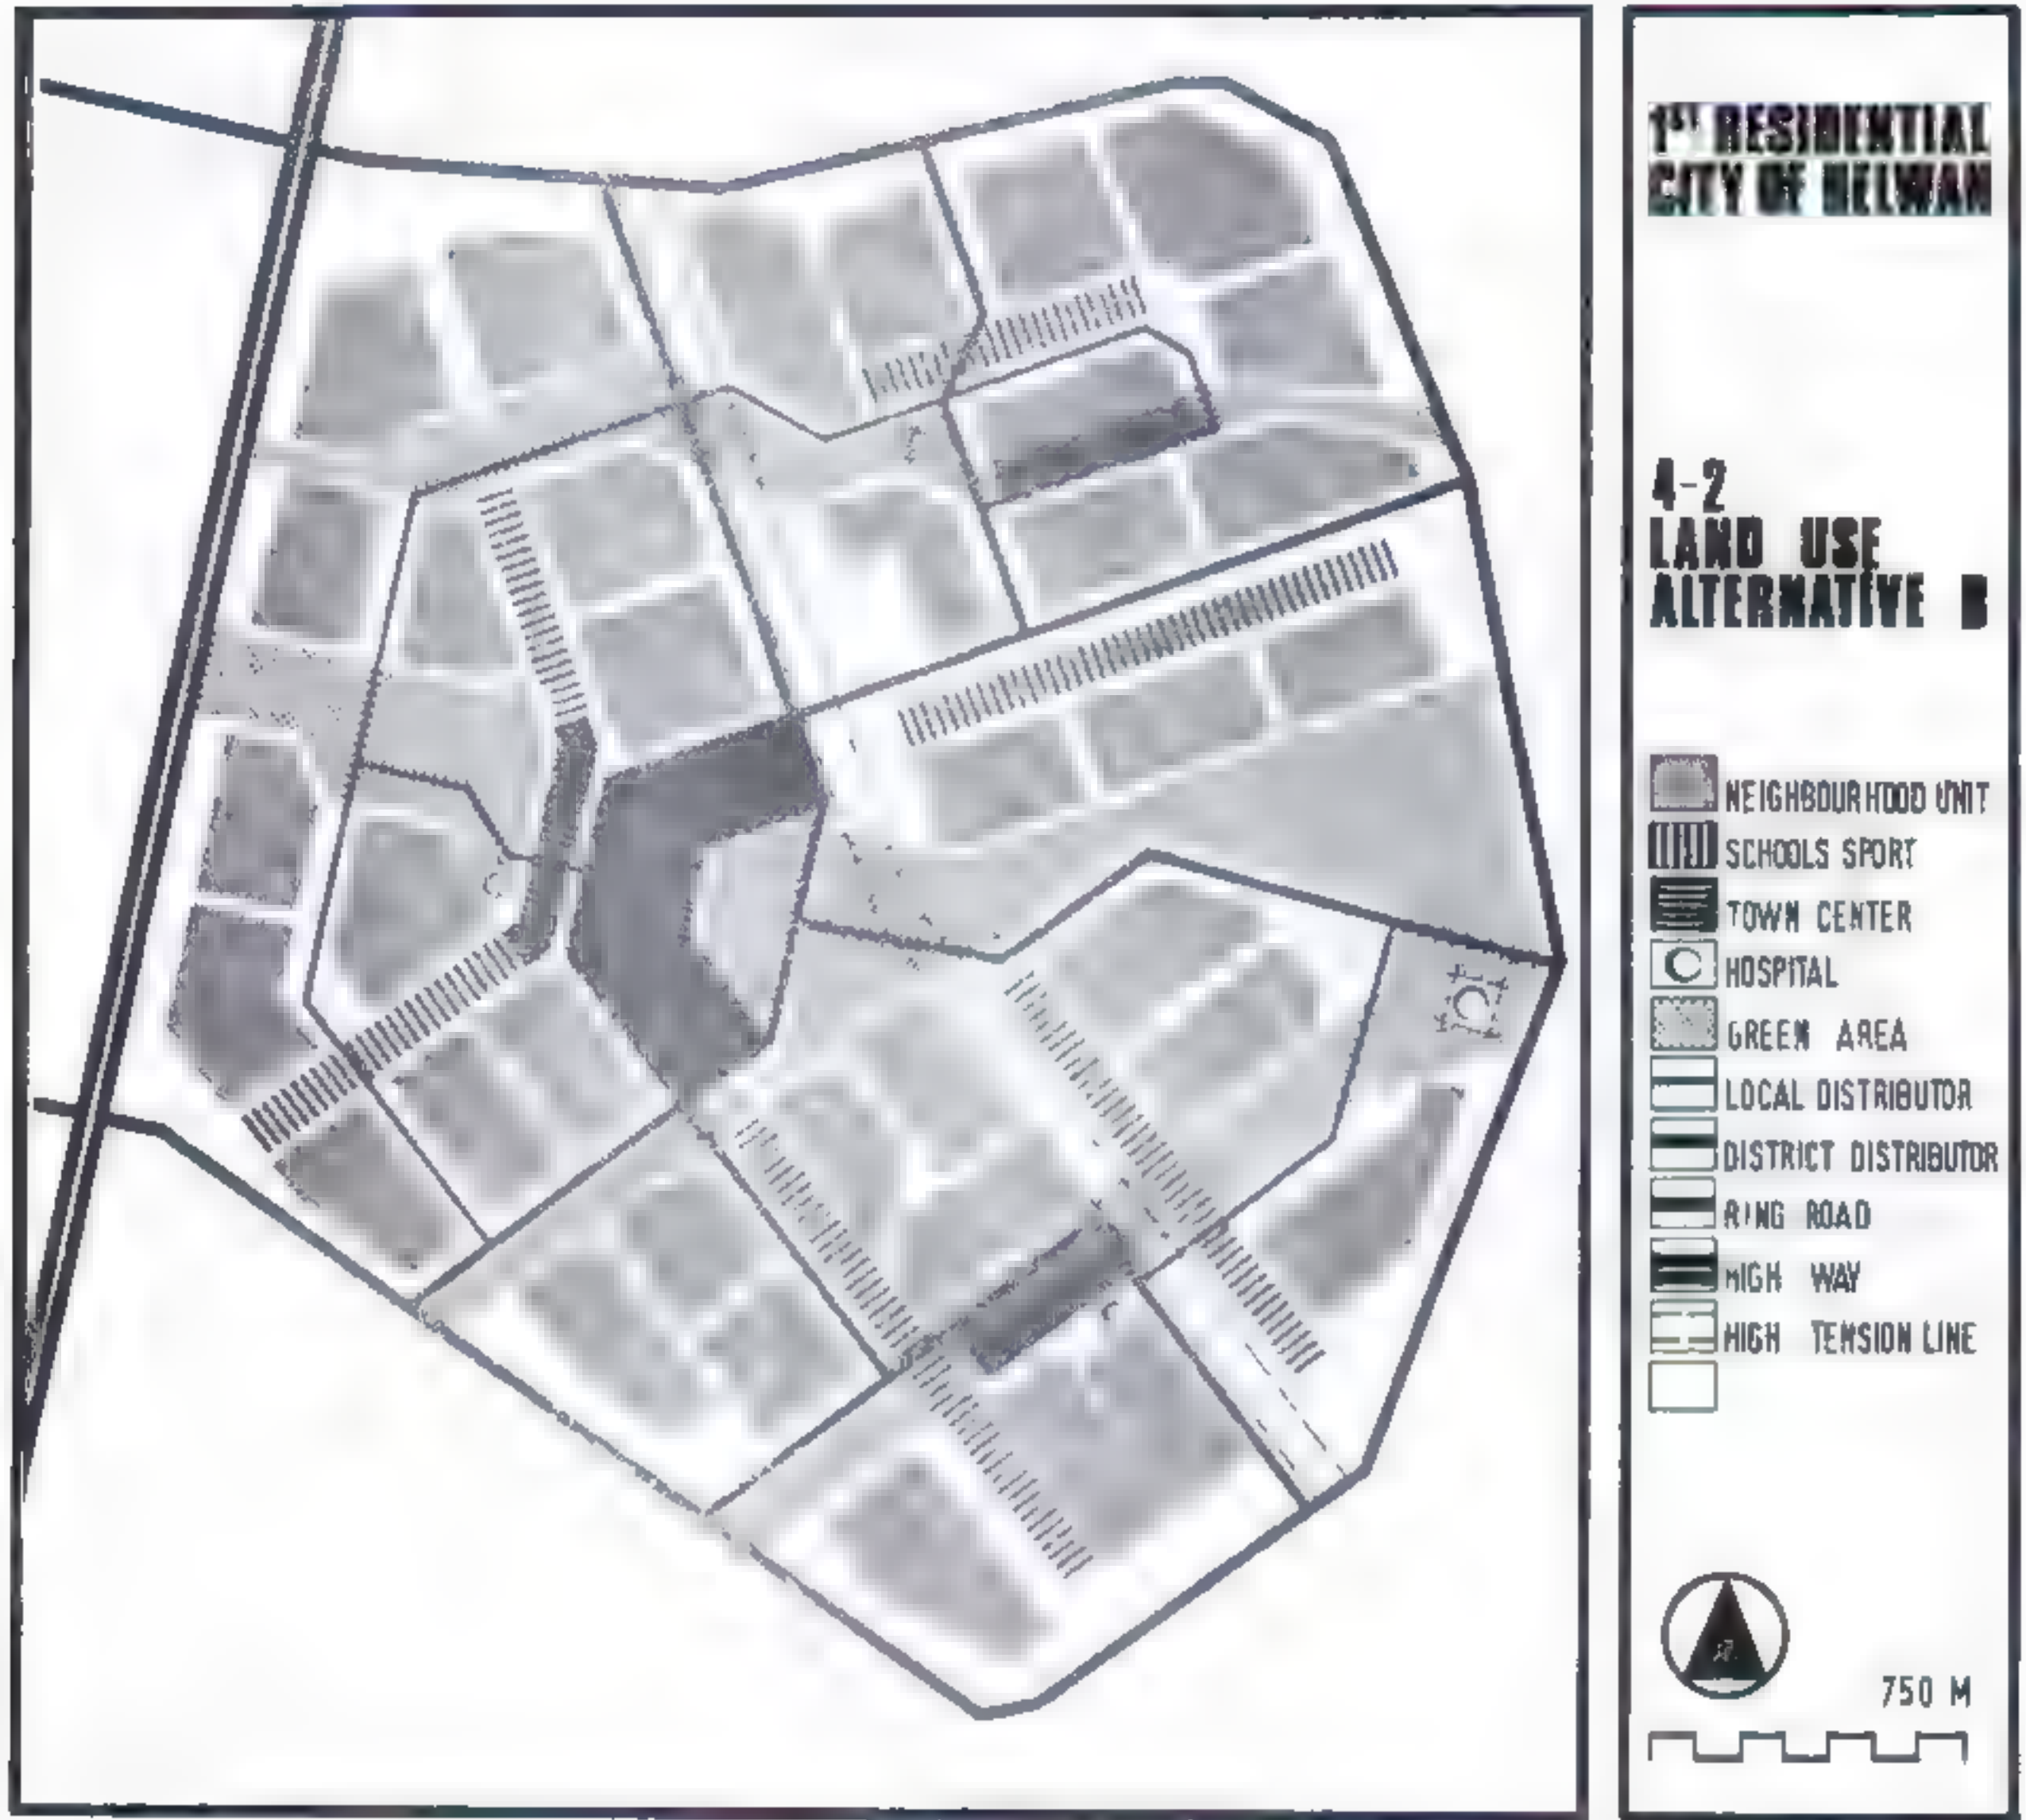 1ST RESIDENTIAL
CITY OF HELWAN
4-2
LAND USE
ALTERNATIVE B
NEIGHBOURHOOD UNIT
SCHOOLS SPORT
TOWN CENTER
HOSPITAL
GREEN AREA
LOCAL DISTRIBUTOR
DISTRICT DISTRIBUTOR
RING ROAD
HIGH WAY
HIGH TENSION LINE
750 M